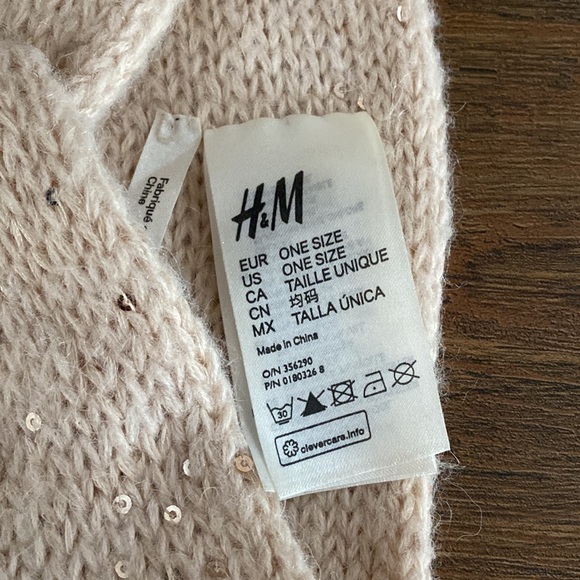 Fabriqué
Chine
H&M
EUR ONE SIZE
US ONE SIZE
CA TAILLE UNIQUE
CN 均码
MX TALLA ÚNICA
Made in China
O/N 356290
P/N 0180326 8
30
clevercare.info